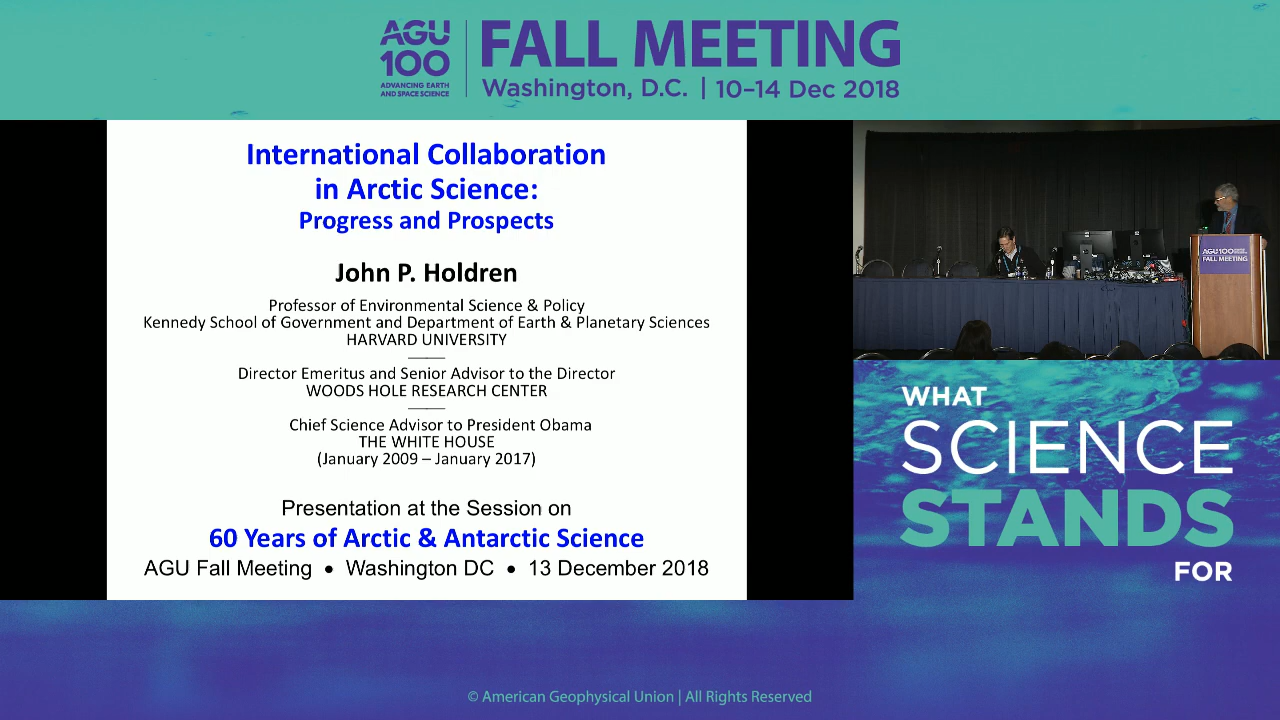 AGU
100
ADVANCING EARTH
AND SPACE SCIENCE
FALL MEETING
Washington, D.C. | 10–14 Dec 2018
International Collaboration
in Arctic Science:
Progress and Prospects
John P. Holdren
Professor of Environmental Science & Policy
Kennedy School of Government and Department of Earth & Planetary Sciences
HARVARD UNIVERSITY
Director Emeritus and Senior Advisor to the Director
WOODS HOLE RESEARCH CENTER
Chief Science Advisor to President Obama
THE WHITE HOUSE
(January 2009 – January 2017)
Presentation at the Session on
60 Years of Arctic & Antarctic Science
AGU Fall Meeting • Washington DC • 13 December 2018
AGU100
FALL MEETING
WHAT
SCIENCE
STANDS
FOR
© American Geophysical Union | All Rights Reserved